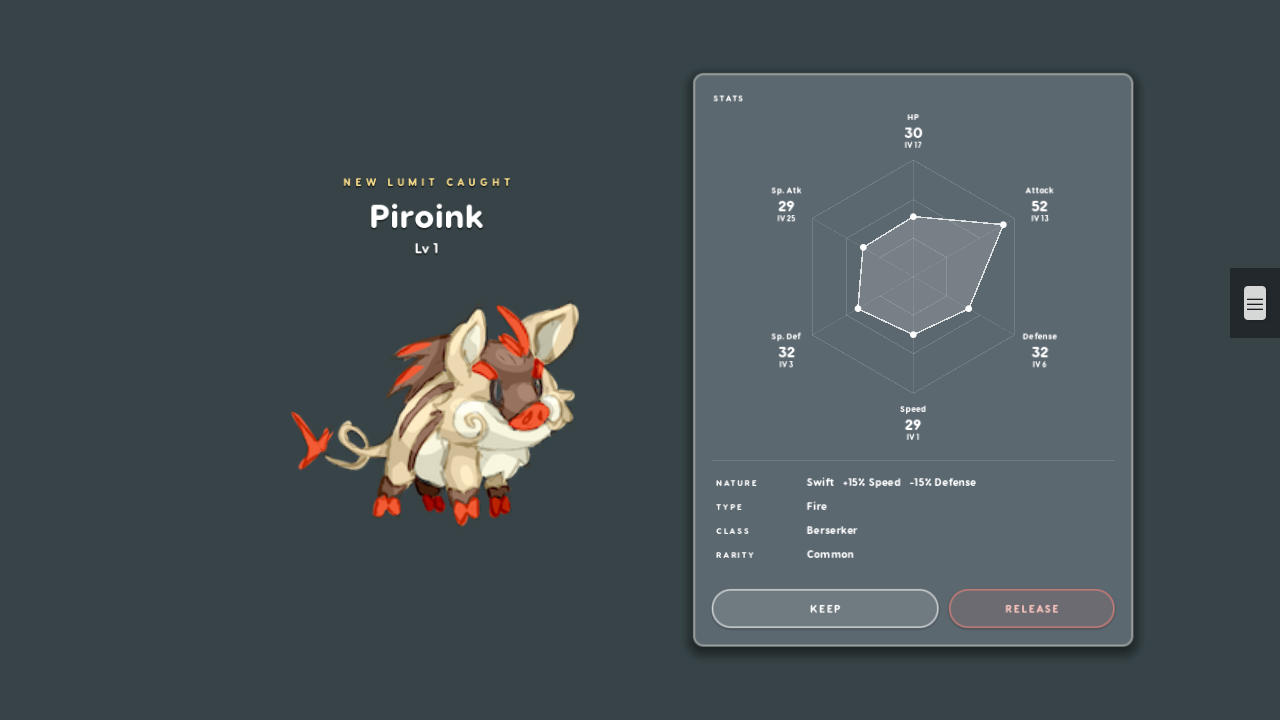 NEW LUMIT CAUGHT
Piroink
Lv 1
STATS
HP
30
IV 17
Sp. Atk
29
IV 25
Attack
52
IV 13
Sp. Def
32
IV 3
Defense
32
IV 6
Speed
29
IV 1
NATURE Swift +15% Speed -15% Defense
TYPE Fire
CLASS Berserker
RARITY Common
KEEP RELEASE